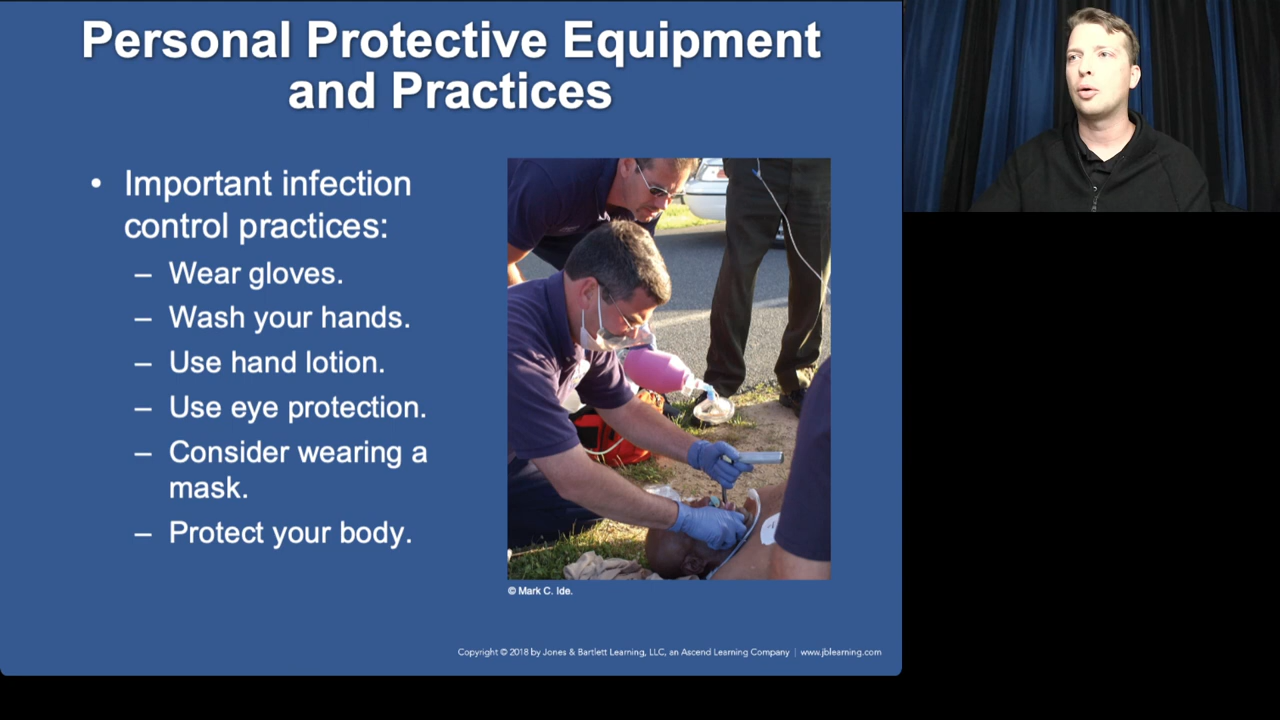 Personal Protective Equipment
and Practices
• Important infection
control practices:
– Wear gloves.
– Wash your hands.
– Use hand lotion.
– Use eye protection.
– Consider wearing a
mask.
– Protect your body.
© Mark C. Ide.
Copyright © 2018 by Jones & Bartlett Learning, LLC, an Ascend Learning Company | www.jblearning.com